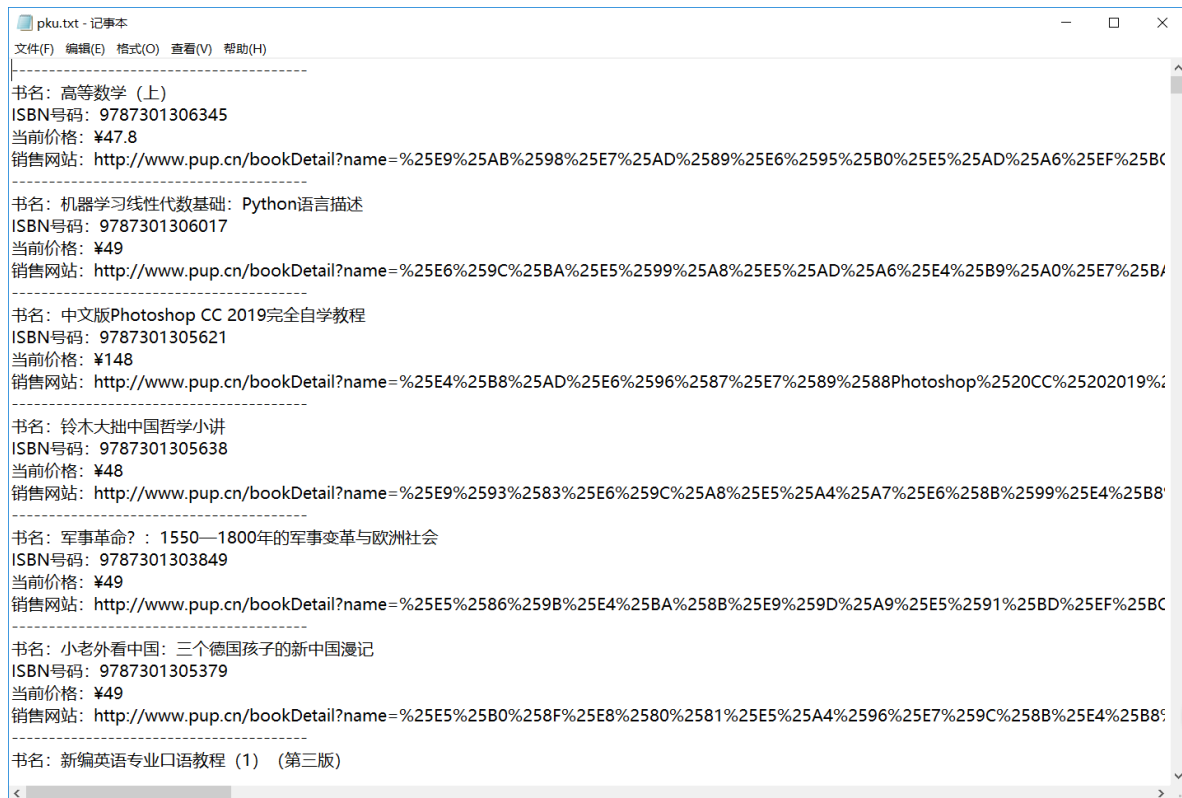 pku.txt - 记事本
文件(F) 编辑(E) 格式(O) 查看(V) 帮助(H)
---------------------------------------
书名：高等数学（上）
ISBN号码：9787301306345
当前价格：¥47.8
销售网站：http://www.pup.cn/bookDetail?name=%25E9%25AB%2598%25E7%25AD%2589%25E6%2595%25B0%25E5%25AD%25A6%25EF%25BC
---------------------------------------
书名：机器学习线性代数基础：Python语言描述
ISBN号码：9787301306017
当前价格：¥49
销售网站：http://www.pup.cn/bookDetail?name=%25E6%259C%25BA%25E5%2599%25A8%25E5%25AD%25A6%25E4%25B9%25A0%25E7%25BA
---------------------------------------
书名：中文版Photoshop CC 2019完全自学教程
ISBN号码：9787301305621
当前价格：¥148
销售网站：http://www.pup.cn/bookDetail?name=%25E4%25B8%25AD%25E6%2596%2587%25E7%2589%2588Photoshop%2520CC%25202019%2
---------------------------------------
书名：铃木大拙中国哲学小讲
ISBN号码：9787301305638
当前价格：¥48
销售网站：http://www.pup.cn/bookDetail?name=%25E9%2593%2583%25E6%259C%25A8%25E5%25A4%25A7%25E6%258B%2599%25E4%25B8%
---------------------------------------
书名：军事革命？：1550—1800年的军事变革与欧洲社会
ISBN号码：9787301303849
当前价格：¥49
销售网站：http://www.pup.cn/bookDetail?name=%25E5%2586%259B%25E4%25BA%258B%25E9%259D%25A9%25E5%2591%25BD%25EF%25BC
---------------------------------------
书名：小老外看中国：三个德国孩子的新中国漫记
ISBN号码：9787301305379
当前价格：¥49
销售网站：http://www.pup.cn/bookDetail?name=%25E5%25B0%258F%25E8%2580%2581%25E5%25A4%2596%25E7%259C%258B%25E4%25B8%
---------------------------------------
书名：新编英语专业口语教程（1）（第三版）